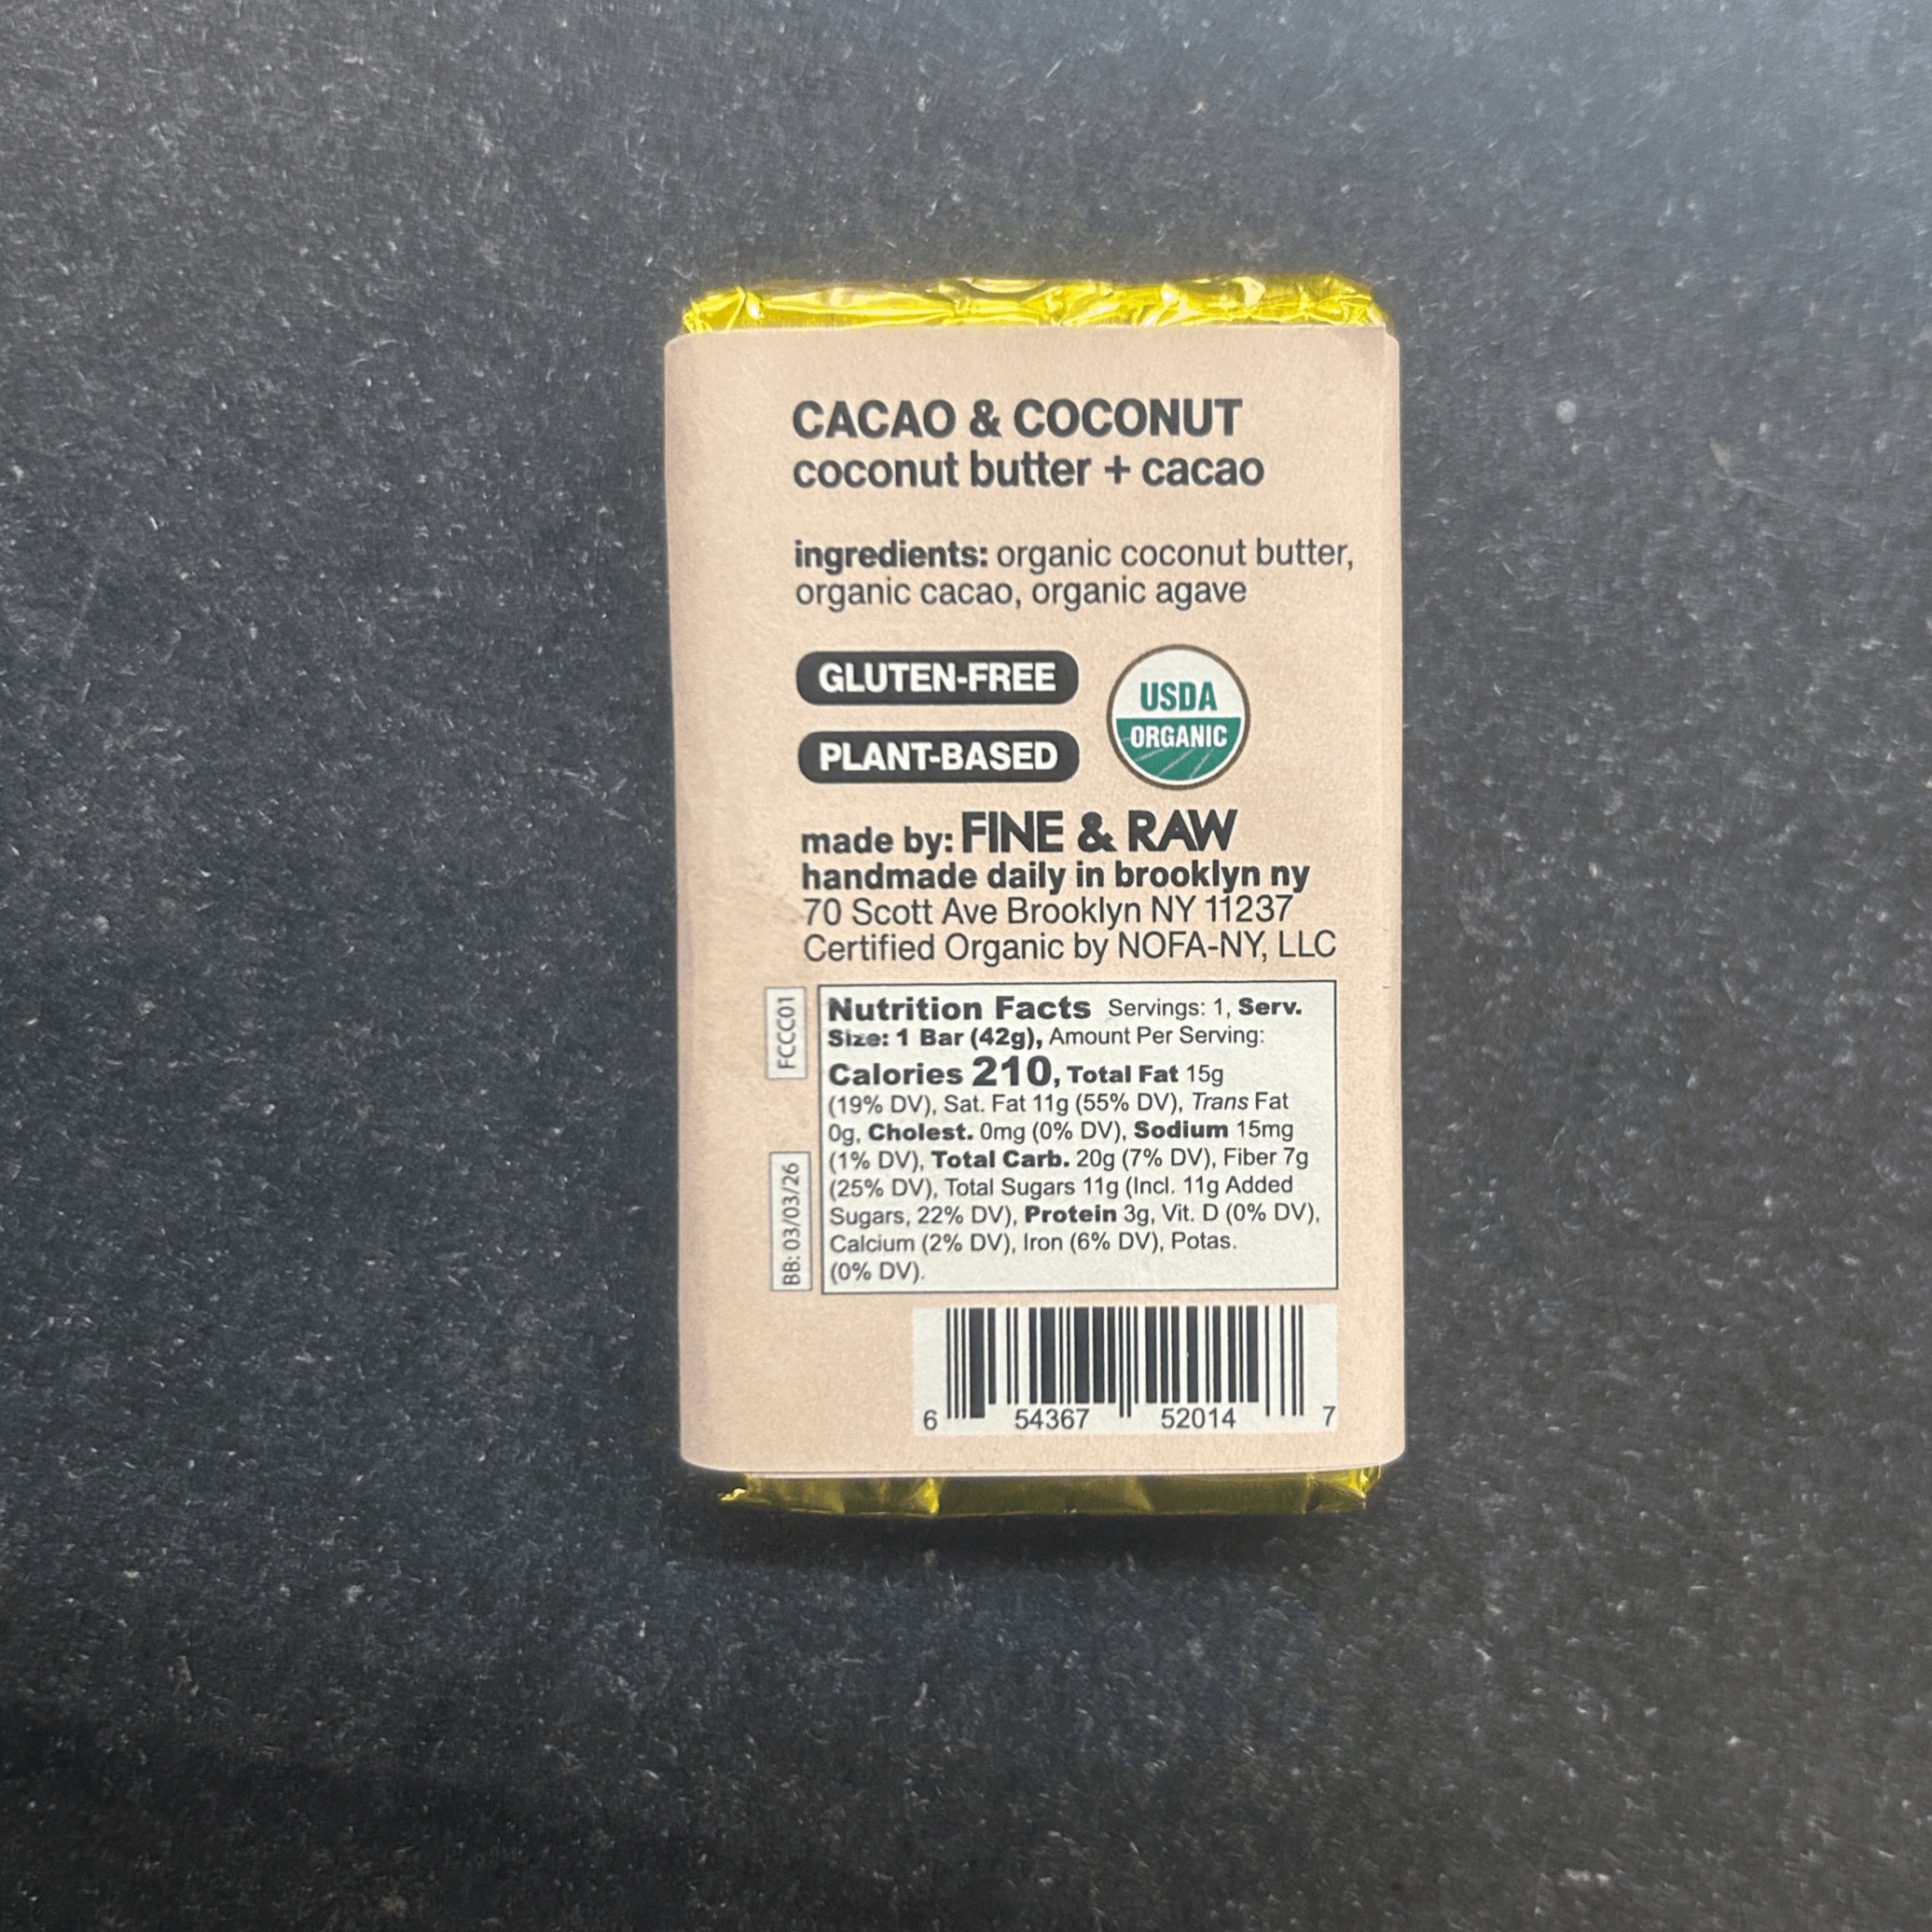 CACAO & COCONUT
coconut butter + cacao
ingredients: organic coconut butter,
organic cacao, organic agave
GLUTEN-FREE
PLANT-BASED
USDA
ORGANIC
made by: FINE & RAW
handmade daily in brooklyn ny
70 Scott Ave Brooklyn NY 11237
Certified Organic by NOFA-NY, LLC
FCCC01
BB: 03/03/26
Nutrition Facts Servings: 1, Serv.
Size: 1 Bar (42g), Amount Per Serving:
Calories 210, Total Fat 15g
(19% DV), Sat. Fat 11g (55% DV), Trans Fat
0g, Cholest. 0mg (0% DV), Sodium 15mg
(1% DV), Total Carb. 20g (7% DV), Fiber 7g
(25% DV), Total Sugars 11g (Incl. 11g Added
Sugars, 22% DV), Protein 3g, Vit. D (0% DV),
Calcium (2% DV), Iron (6% DV), Potas.
(0% DV).
6 54367 52014 7